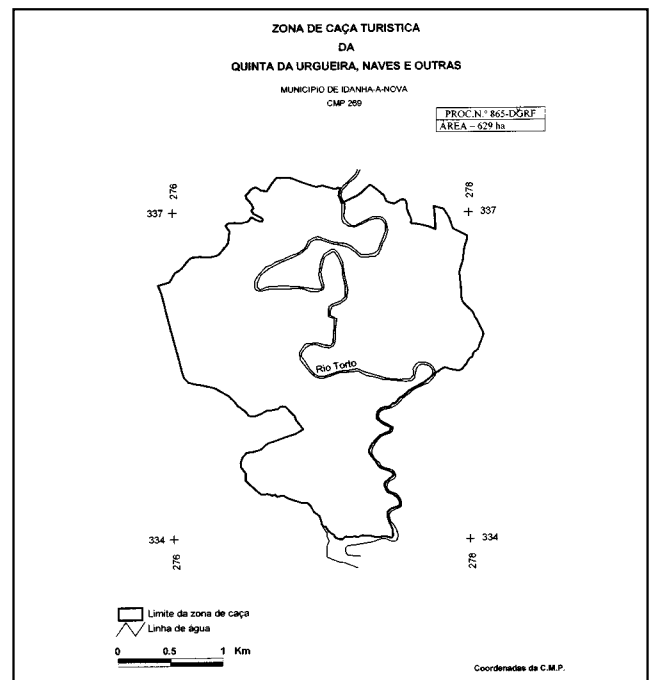 ZONA DE CAÇA TURISTICA
DA
QUINTA DA URGUEIRA, NAVES E OUTRAS
MUNICIPIO DE IDANHA-A-NOVA
CMP 269
PROC.N.º 865-DGRF
ÁREA – 629 ha
276
278
337
337
Rio Torto
334
334
276
278
Limite da zona de caça
Linha de água
0 0.5 1 Km
Coordenadas da C.M.P.